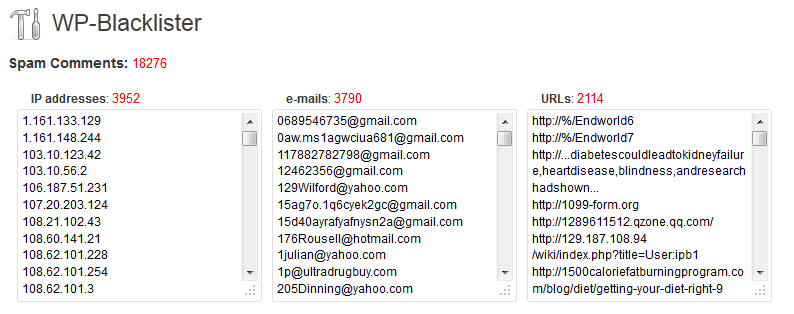 WP-Blacklister
Spam Comments: 18276
IP addresses: 3952
1.161.133.129
1.161.148.244
103.10.123.42
103.10.56.2
106.187.51.231
107.20.203.124
108.21.102.43
108.60.141.21
108.62.101.228
108.62.101.254
108.62.101.3
e-mails: 3790
0689546735@gmail.com
0aw.ms1agwciua681@gmail.com
117882782798@gmail.com
12462356@gmail.com
129Wilford@yahoo.com
15ag7o.1q6cyek2gc@gmail.com
15d40ayrafyafnysn2a@gmail.com
176Rousell@hotmail.com
1julian@yahoo.com
1p@ultradrugbuy.com
205Dinning@yahoo.com
URLs: 2114
http://%/Endworld6
http://%/Endworld7
http://...diabetescouldleadtokidneyfailur
e,heartdisease,blindness,andresearch
hadshown...
http://1099-form.org
http://1289611512.qzone.qq.com/
http://129.187.108.94
/wiki/index.php?title=User:ipb1
http://1500caloriefatburningprogram.co
m/blog/diet/getting-your-diet-right-9